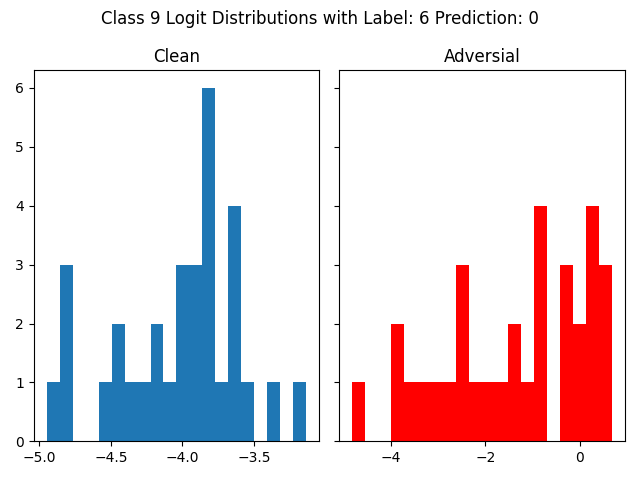 Class 9 Logit Distributions with Label: 6 Prediction: 0
Clean
Adversial
6
5
4
3
2
1
0
−5.0 −4.5 −4.0 −3.5
−4 −2 0